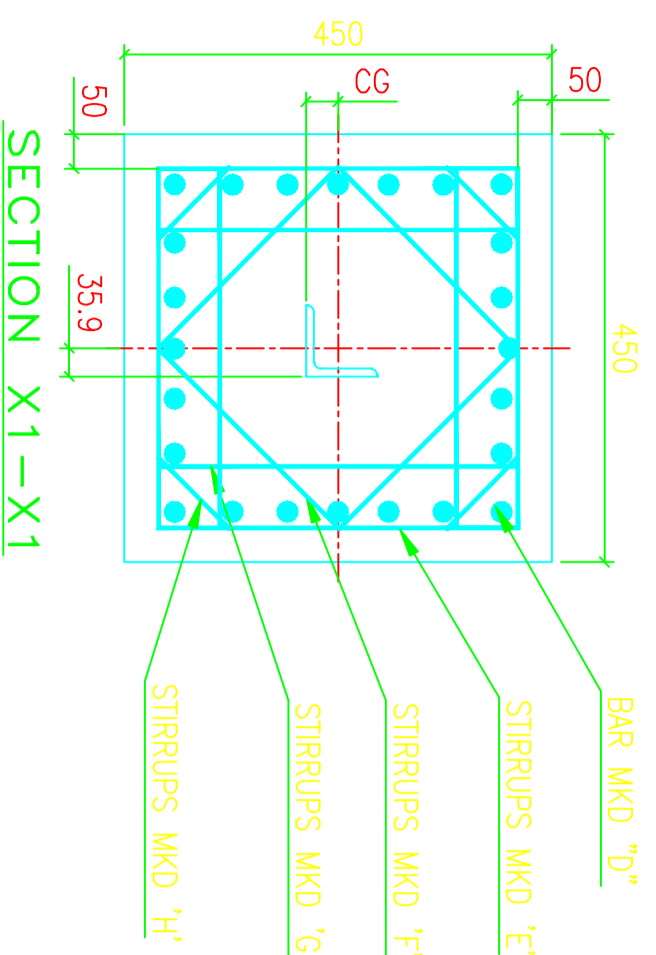 450
CG
50
50
450
35.9
BAR MKD "D"
STIRRUPS MKD 'E'
STIRRUPS MKD 'F'
STIRRUPS MKD 'G
STIRRUPS MKD 'H'
SECTION X1-X1